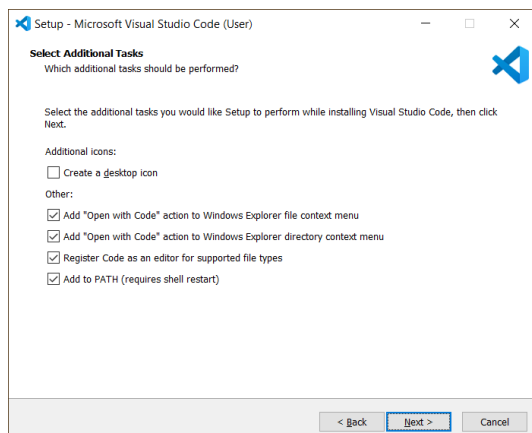 Setup - Microsoft Visual Studio Code (User)
Select Additional Tasks
Which additional tasks should be performed?
Select the additional tasks you would like Setup to perform while installing Visual Studio Code, then click
Next.
Additional icons:
Create a desktop icon
Other:
Add "Open with Code" action to Windows Explorer file context menu
Add "Open with Code" action to Windows Explorer directory context menu
Register Code as an editor for supported file types
Add to PATH (requires shell restart)
< Back
Next >
Cancel